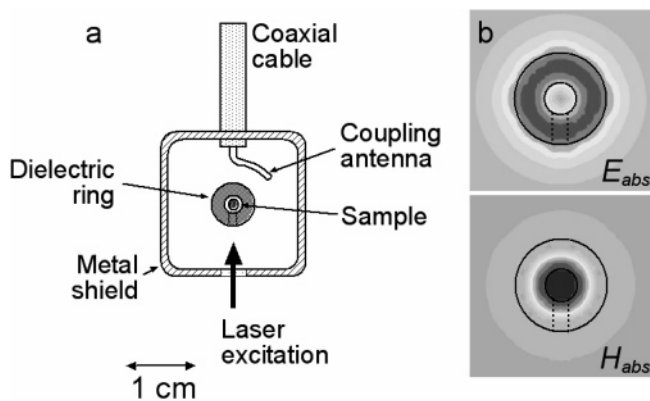 a
Coaxial
cable
Coupling
antenna
Dielectric
ring
Sample
Metal
shield
Laser
excitation
1 cm
b
E_abs
H_abs